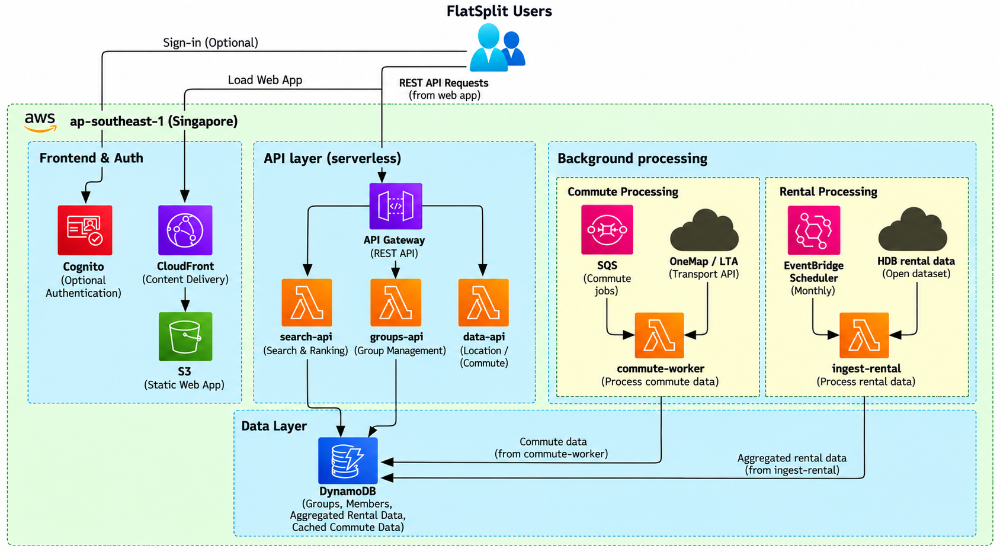 FlatSplit Users
Sign-in (Optional)
Load Web App
REST API Requests
(from web app)
aws
ap-southeast-1 (Singapore)
Frontend & Auth
Cognito
(Optional
Authentication)
CloudFront
(Content Delivery)
S3
(Static Web App)
API layer (serverless)
</>
API Gateway
(REST API)
search-api
(Search & Ranking)
groups-api
(Group Management)
data-api
(Location /
(Commute)
Background processing
Commute Processing
SQS
(Commute
jobs)
OneMap / LTA
(Transport API)
commute-worker
(Process commute data)
Rental Processing
EventBridge
Scheduler
(Monthly)
HDB rental data
(Open dataset)
ingest-rental
(Process rental data)
Data Layer
Commute data
(from commute-worker)
Aggregated rental data
(from ingest-rental)
DynamoDB
(Groups, Members,
Aggregated Rental Data,
Cached Commute Data)